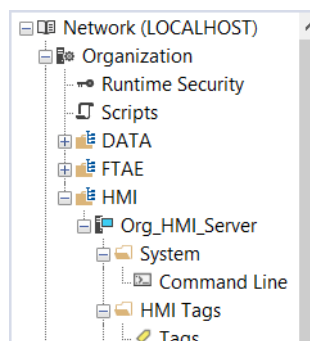 Network (LOCALHOST)
Organization
Runtime Security
Scripts
DATA
FTAE
HMI
Org_HMI_Server
System
Command Line
HMI Tags
Tags